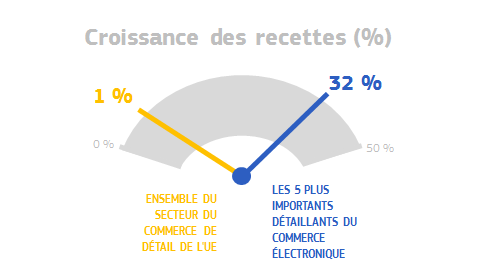 Croissance des recettes (%)
1 %
32 %
0 %
50 %
ENSEMBLE DU
SECTEUR DU
COMMERCE DE
DÉTAIL DE L'UE
LES 5 PLUS
IMPORTANTS
DÉTAILLANTS DU
COMMERCE
ÉLECTRONIQUE